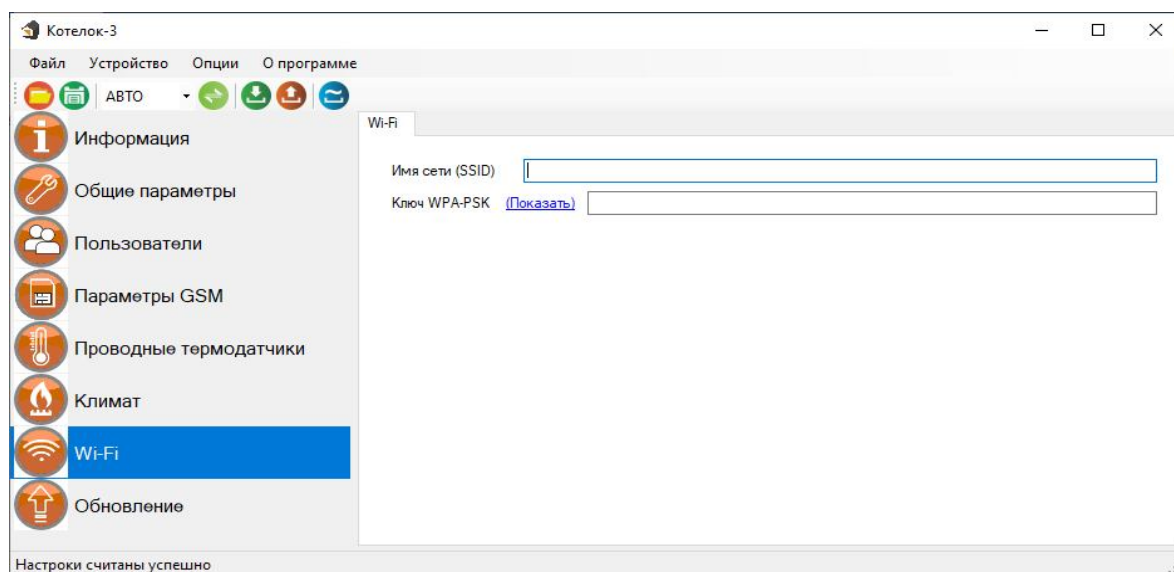 Котелок-3
Файл Устройство Опции О программе
АВТО
Информация
Общие параметры
Пользователи
Параметры GSM
Проводные термодатчики
Климат
Wi-Fi
Обновление
Wi-Fi
Имя сети (SSID)
Ключ WPA-PSK (Показать)
Настроки считаны успешно